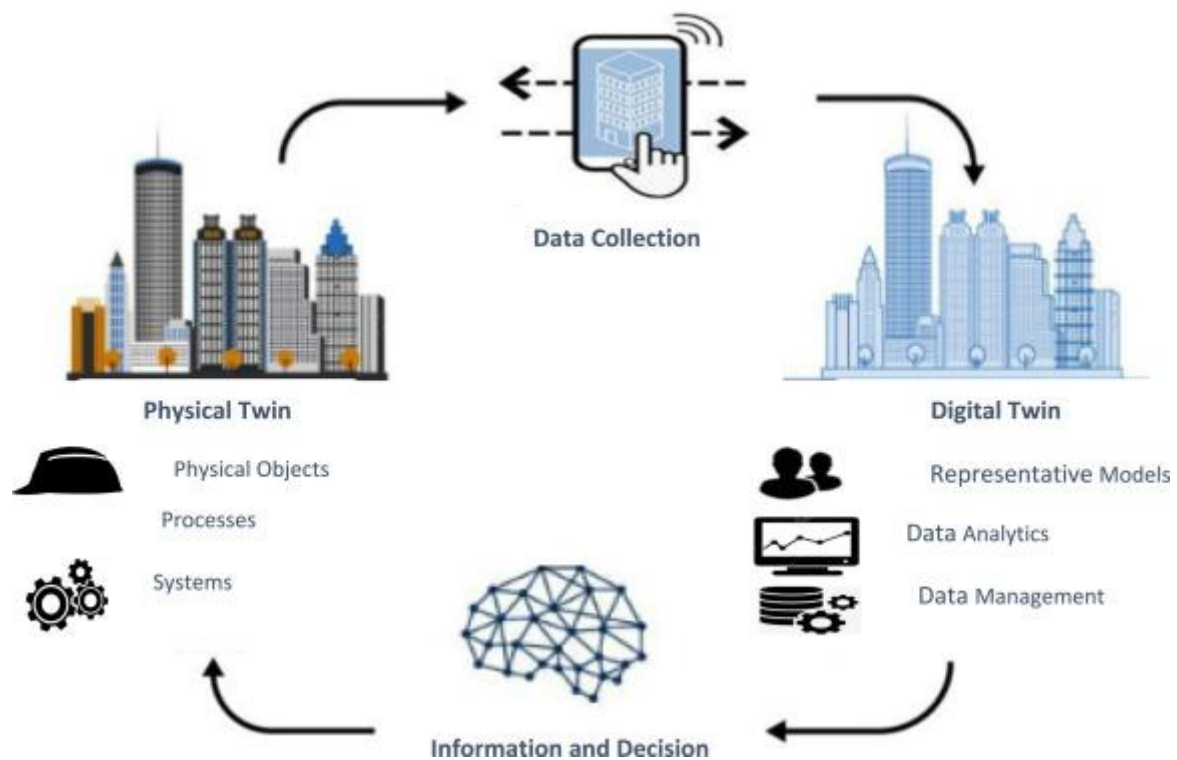 Data Collection
Physical Twin
Physical Objects
Processes
Systems
Digital Twin
Representative Models
Data Analytics
Data Management
Information and Decision